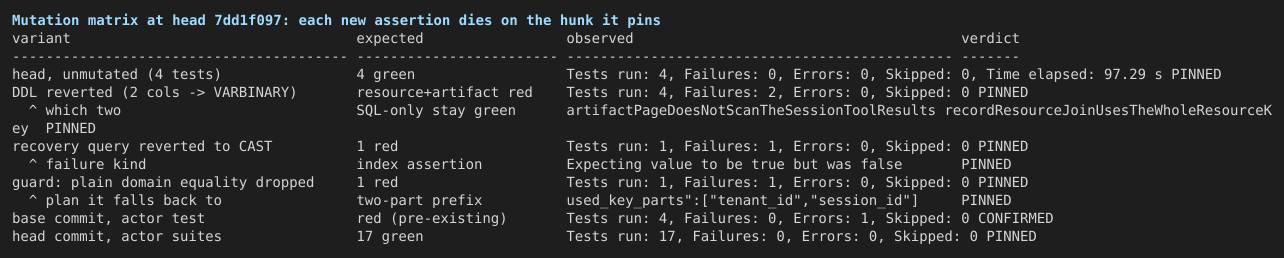 Mutation matrix at head 7dd1f097: each new assertion dies on the hunk it pins
variant expected observed verdict
---------------------------------------- ------------------------ ---------------------------------------------- -------
head, unmutated (4 tests) 4 green Tests run: 4, Failures: 0, Errors: 0, Skipped: 0, Time elapsed: 97.29 s PINNED
DDL reverted (2 cols -> VARBINARY) resource+artifact red Tests run: 4, Failures: 2, Errors: 0, Skipped: 0 PINNED
^ which two SQL-only stay green artifactPageDoesNotScanTheSessionToolResults recordResourceJoinUsesTheWholeResourceK
ey PINNED
recovery query reverted to CAST 1 red Tests run: 1, Failures: 1, Errors: 0, Skipped: 0 PINNED
^ failure kind index assertion Expecting value to be true but was false PINNED
guard: plain domain equality dropped 1 red Tests run: 1, Failures: 1, Errors: 0, Skipped: 0 PINNED
^ plan it falls back to two-part prefix used_key_parts":["tenant_id","session_id"] PINNED
base commit, actor test red (pre-existing) Tests run: 4, Failures: 0, Errors: 1, Skipped: 0 CONFIRMED
head commit, actor suites 17 green Tests run: 17, Failures: 0, Errors: 0, Skipped: 0 PINNED